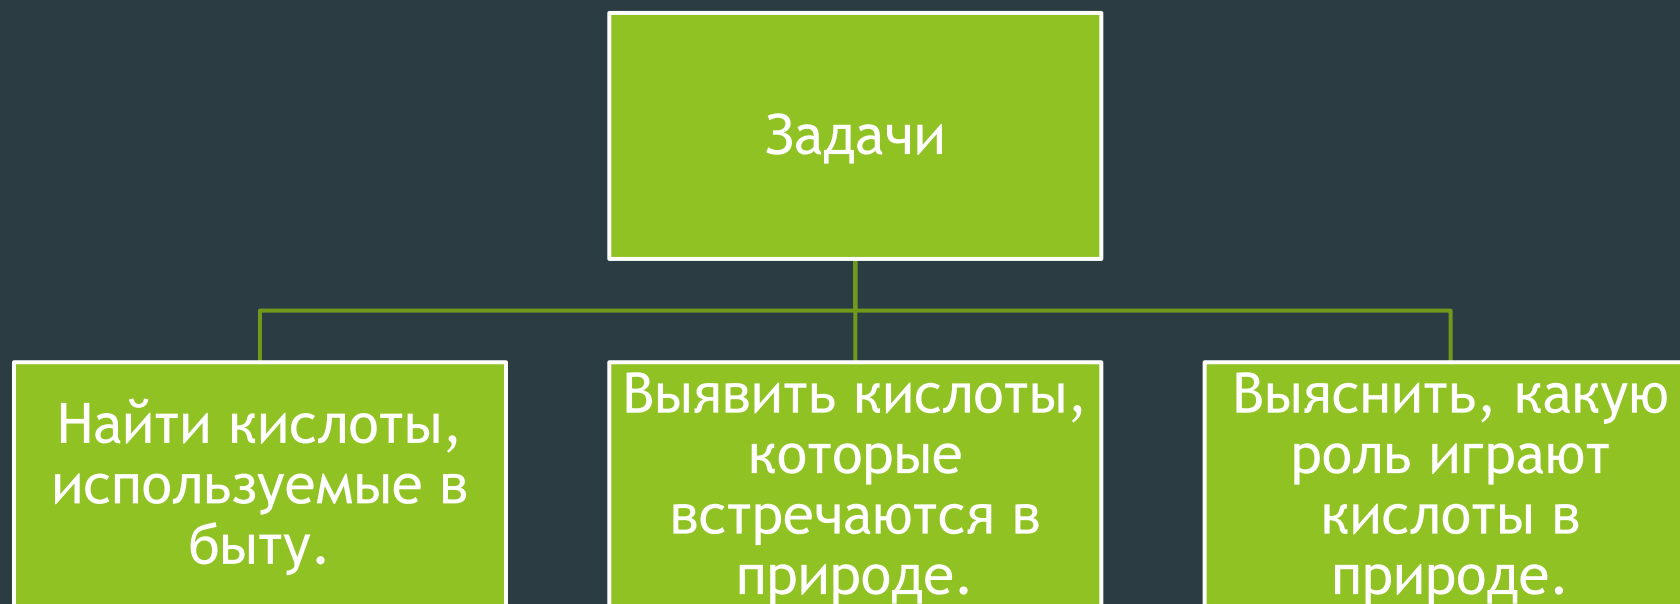 Задачи
Найти кислоты,
используемые в
быту.
Выявить кислоты,
которые
встречаются в
природе.
Выяснить, какую
роль играют
кислоты в
природе.